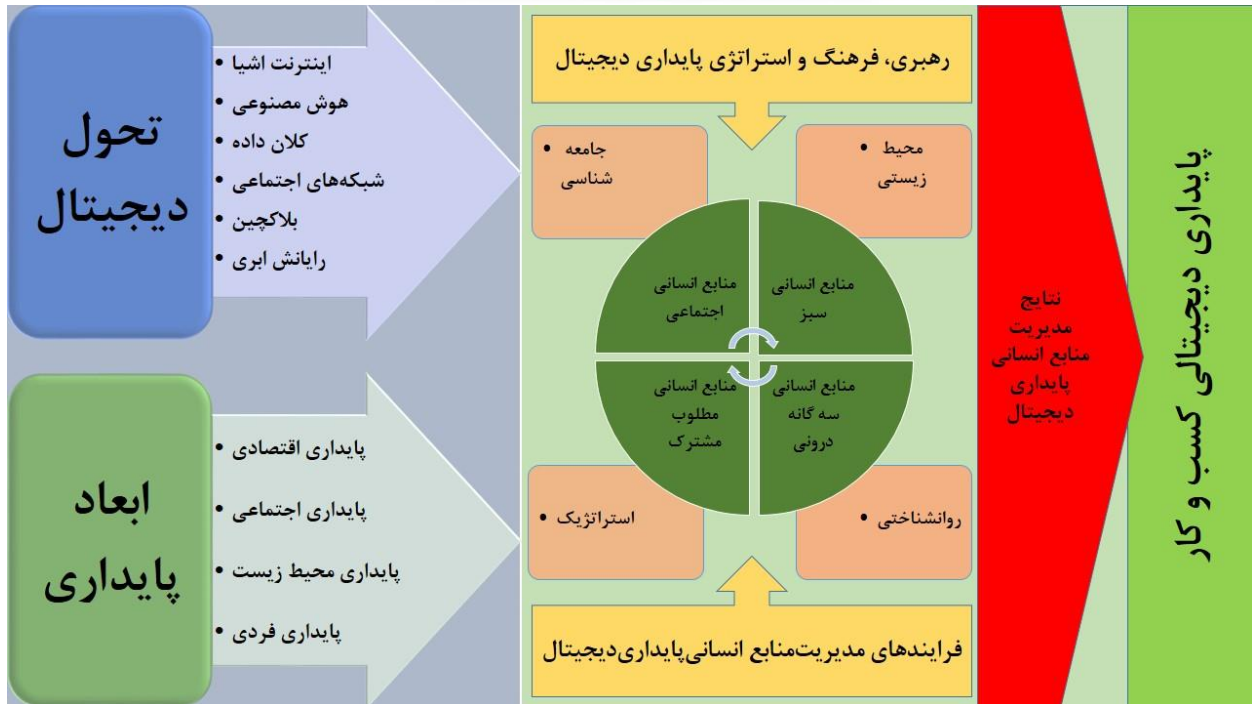 تحول
دیجیتال
• اینترنت اشیا
• هوش مصنوعی
• کلان داده
• شبکه‌های اجتماعی
• بلاکچین
• رایانش ابری
ابعاد
پایداری
• پایداری اقتصادی
• پایداری اجتماعی
• پایداری محیط زیست
• پایداری فردی
رهبری، فرهنگ و استراتژی پایداری دیجیتال
• محیط
زیستی
• جامعه
شناسی
منابع انسانی
سبز
منابع انسانی
اجتماعی
منابع انسانی
سه گانه
درونی
منابع انسانی
مطلوب
مشترک
• روانشناختی
• استراتژیک
فرایندهای مدیریت‌منابع انسانی‌پایداری‌دیجیتال
نتایج
مدیریت
منابع انسانی
پایداری
دیجیتال
پایداری دیجیتالی کسب و کار